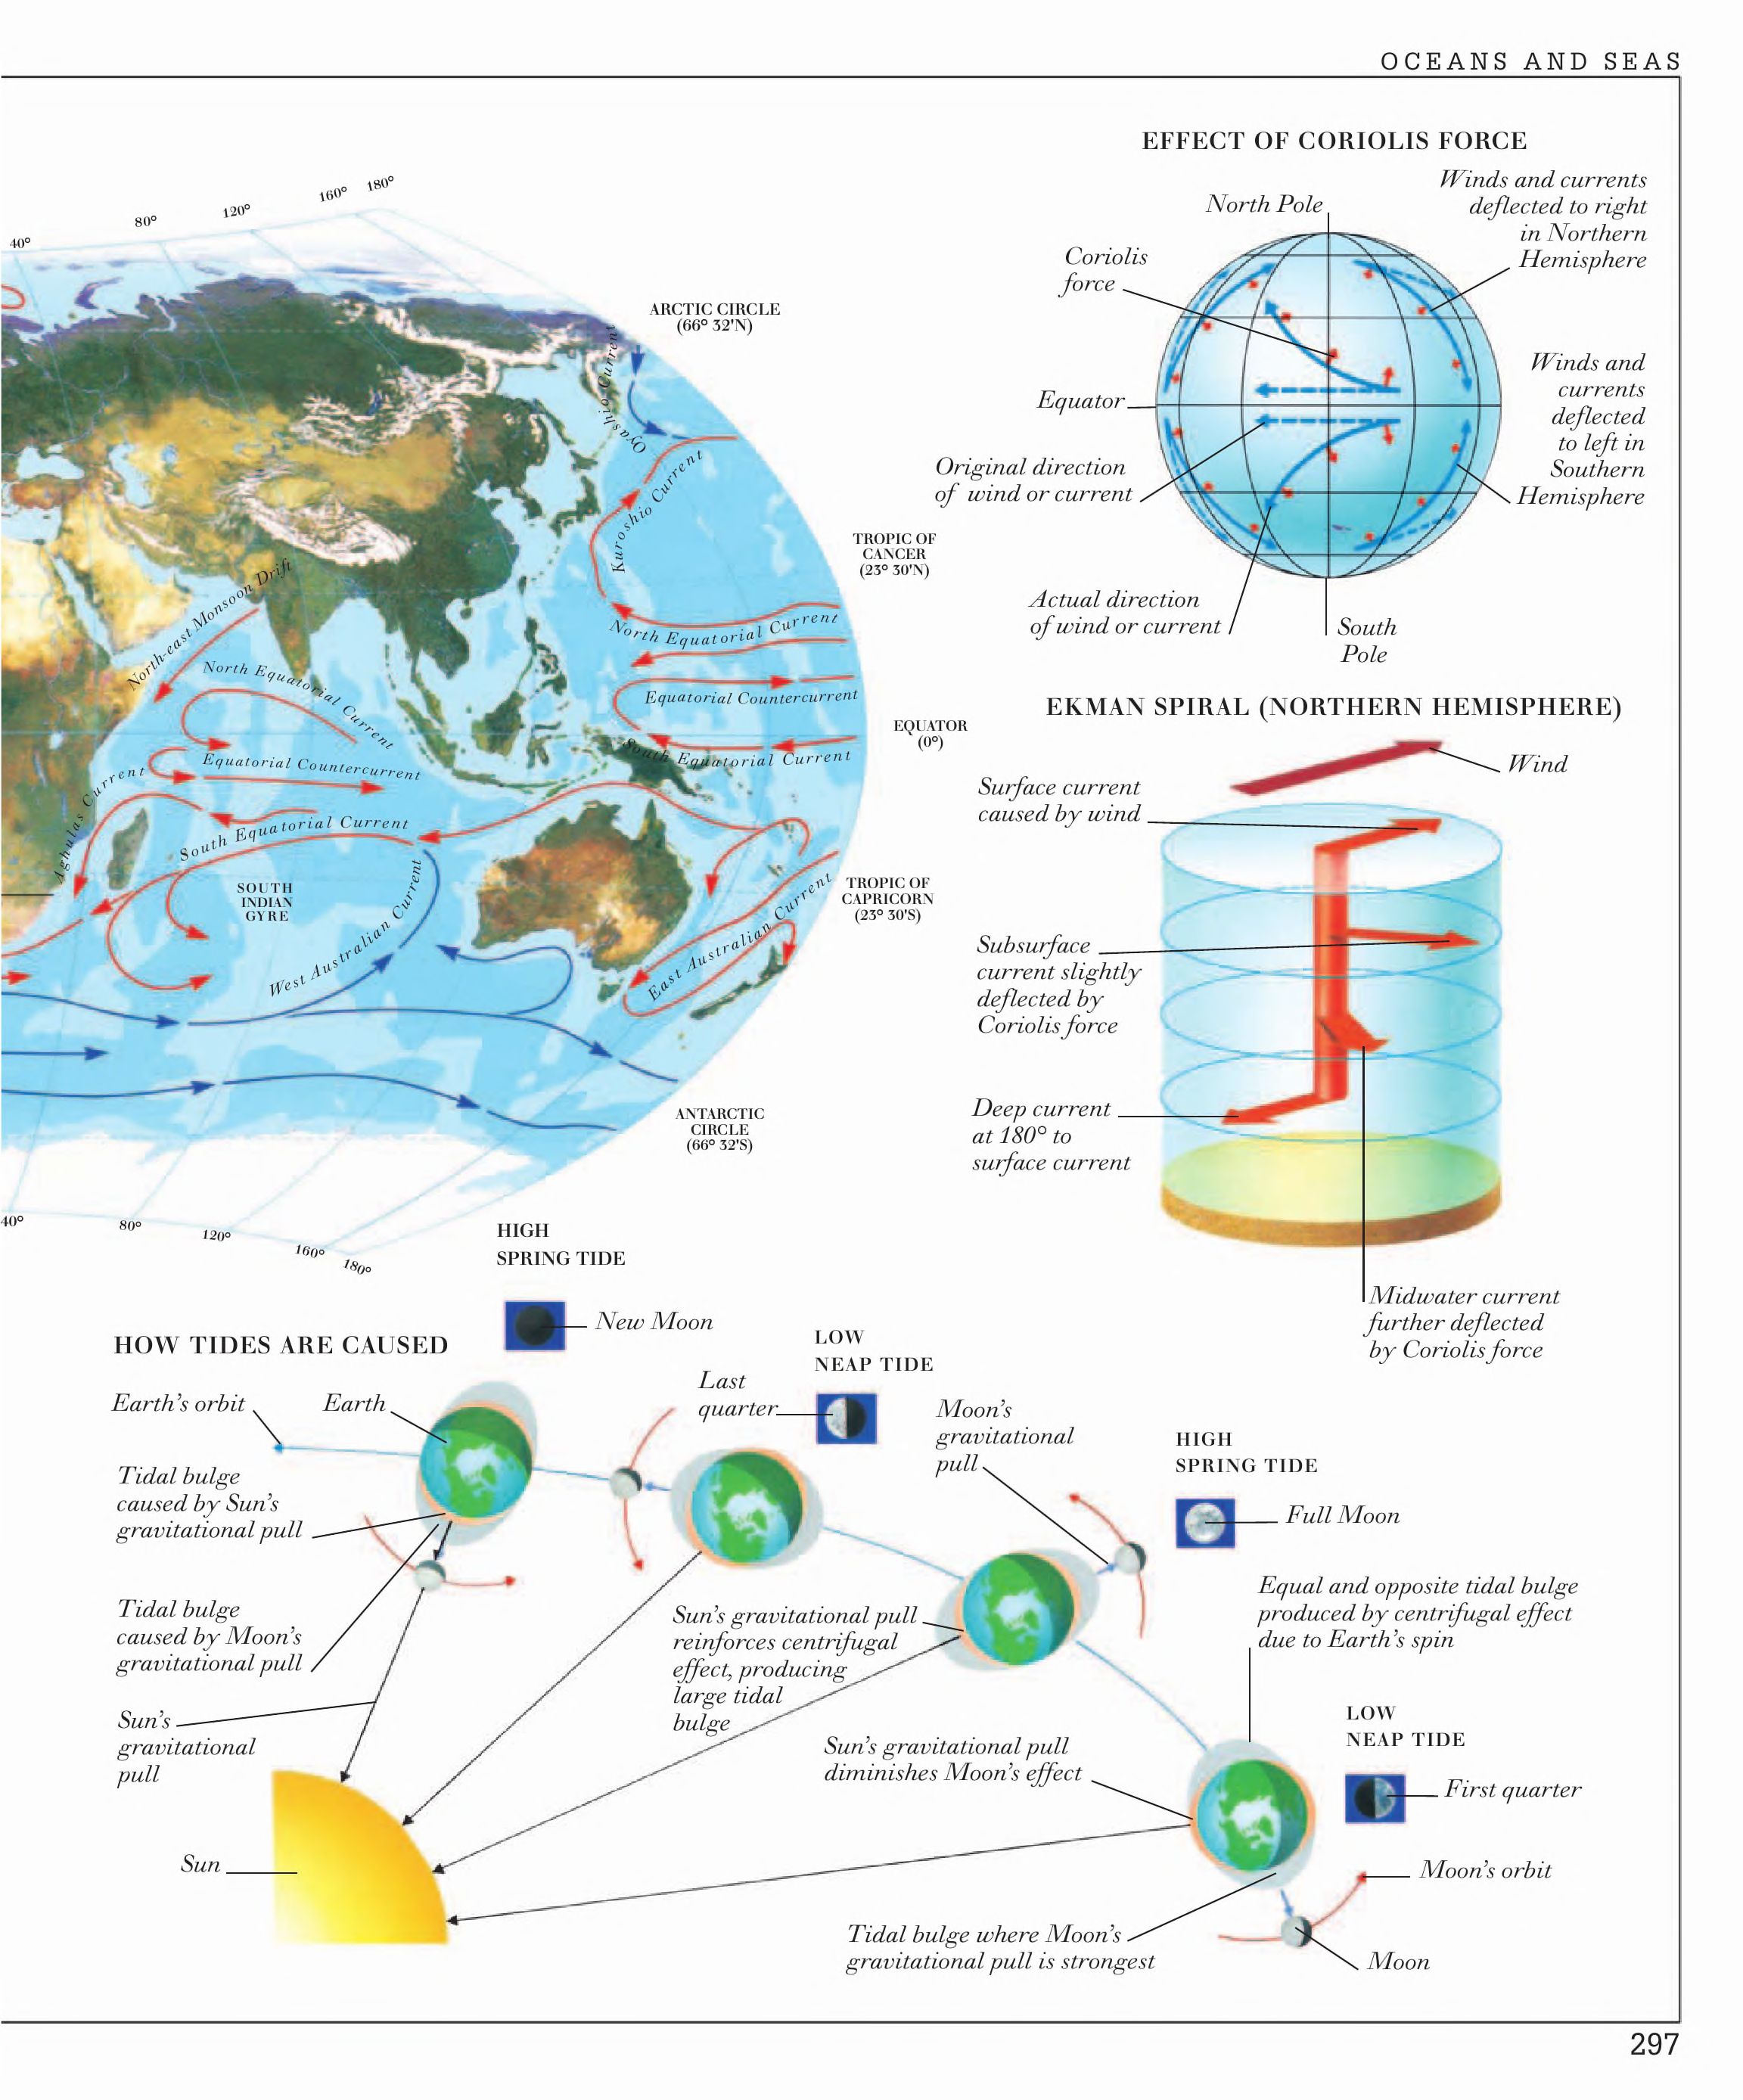 OCEANS AND SEAS
40°
80°
120°
160°
180°
ARCTIC CIRCLE
(66° 32'N)
Oyashio Current
Kuroshio Current
TROPIC OF
CANCER
(23° 30'N)
North-east Monsoon Drift
North Equatorial Current
North Equatorial Current
Equatorial Countercurrent
EQUATOR
(0°)
South Equatorial Current
Equatorial Countercurrent
Aghulas Current
South Equatorial Current
SOUTH
INDIAN
GYRE
West Australian Current
East Australian Current
TROPIC OF
CAPRICORN
(23° 30'S)
ANTARCTIC
CIRCLE
(66° 32'S)
40°
80°
120°
160°
180°
EFFECT OF CORIOLIS FORCE
North Pole
Winds and currents
deflected to right
in Northern
Hemisphere
Coriolis
force
Equator
Winds and
currents
deflected
to left in
Southern
Hemisphere
Original direction
of wind or current
Actual direction
of wind or current
South
Pole
EKMAN SPIRAL (NORTHERN HEMISPHERE)
Wind
Surface current
caused by wind
Subsurface
current slightly
deflected by
Coriolis force
Deep current
at 180° to
surface current
Midwater current
further deflected
by Coriolis force
HOW TIDES ARE CAUSED
HIGH
SPRING TIDE
New Moon
LOW
NEAP TIDE
Last
quarter
Earth's orbit
Earth
Moon's
gravitational
pull
HIGH
SPRING TIDE
Full Moon
Tidal bulge
caused by Sun's
gravitational pull
Tidal bulge
caused by Moon's
gravitational pull
Sun's
gravitational
pull
Sun's gravitational pull
reinforces centrifugal
effect, producing
large tidal
bulge
Equal and opposite tidal bulge
produced by centrifugal effect
due to Earth's spin
Sun's gravitational pull
diminishes Moon's effect
LOW
NEAP TIDE
First quarter
Sun
Moon's orbit
Tidal bulge where Moon's
gravitational pull is strongest
Moon
297